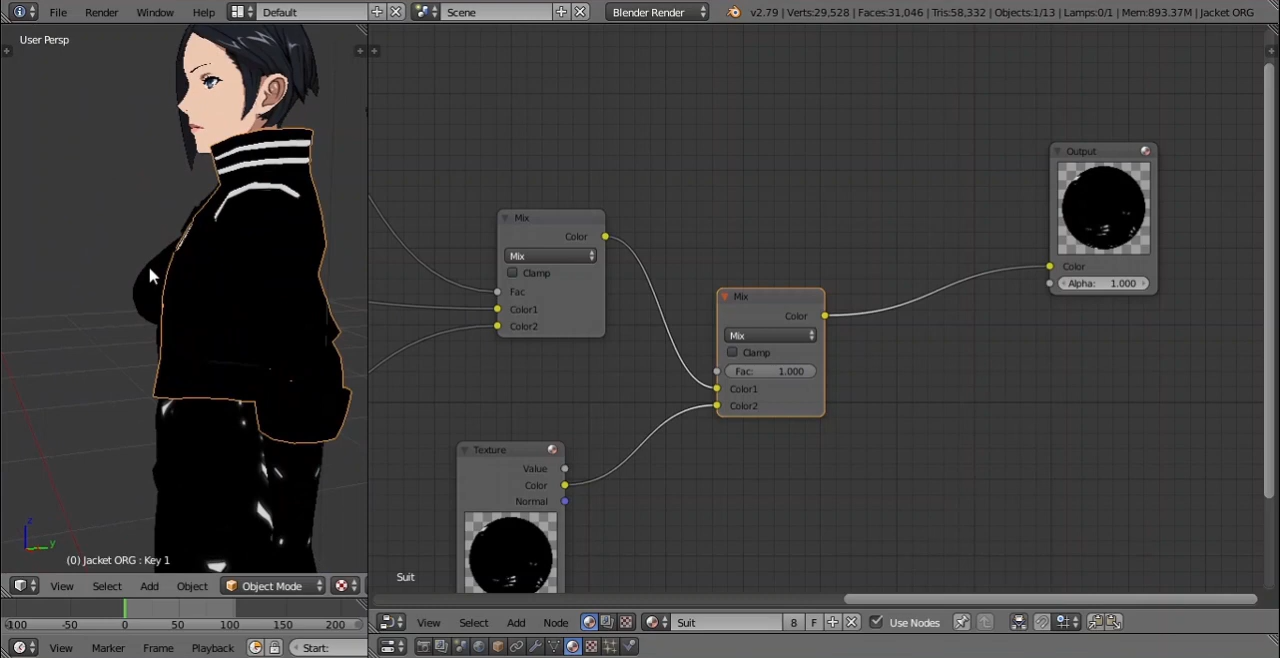 File Render Window Help Default Scene Blender Render v2.79 | Verts:29,528 | Faces:31,046 | Tris:58,332 | Objects:1/13 | Lamps:0/1 | Mem:893.37M | Jacket ORG
User Persp
Output
Color
Alpha: 1.000
Mix
Color
Mix
Clamp
Fac
Color1
Color2
Mix
Color
Mix
Clamp
Fac: 1.000
Color1
Color2
Texture
Value
Color
Normal
z
y
(0) Jacket ORG : Key 1
Suit
View Select Add Object Object Mode
-100 -50 0 50 100 150 200
View Marker Frame Playback Start:
View Select Add Node Suit 8 F Use Nodes